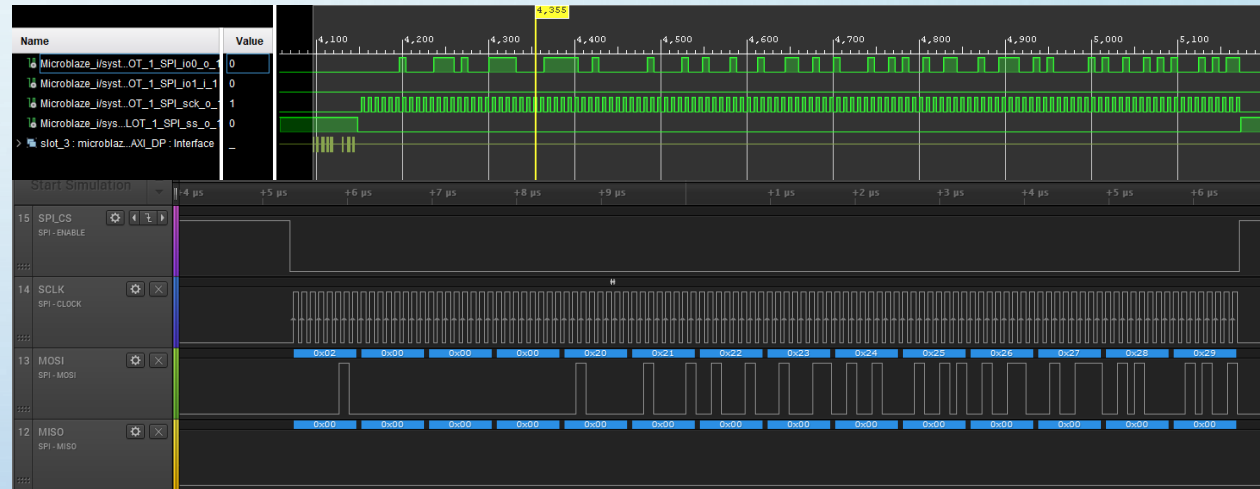 4,355
Name Value
4,100 4,200 4,300 4,400 4,500 4,600 4,700 4,800 4,900 5,000 5,100
Microblaze_i/syst...OT_1_SPI_io0_o_1 0
Microblaze_i/syst...OT_1_SPI_io1_i_1 0
Microblaze_i/syst...OT_1_SPI_sck_o_1 1
Microblaze_i/sys...LOT_1_SPI_ss_o_1 0
slot_3 : microblaz...AXI_DP : Interface _
Start Simulation
+4 µs +5 µs +6 µs +7 µs +8 µs +9 µs +1 µs +2 µs +3 µs +4 µs +5 µs +6 µs
15 SPI_CS
SPI - ENABLE
14 SCLK
SPI - CLOCK
13 MOSI
SPI - MOSI
0x02 0x00 0x00 0x00 0x20 0x21 0x22 0x23 0x24 0x25 0x26 0x27 0x28 0x29
12 MISO
SPI - MISO
0x00 0x00 0x00 0x00 0x00 0x00 0x00 0x00 0x00 0x00 0x00 0x00 0x00 0x00